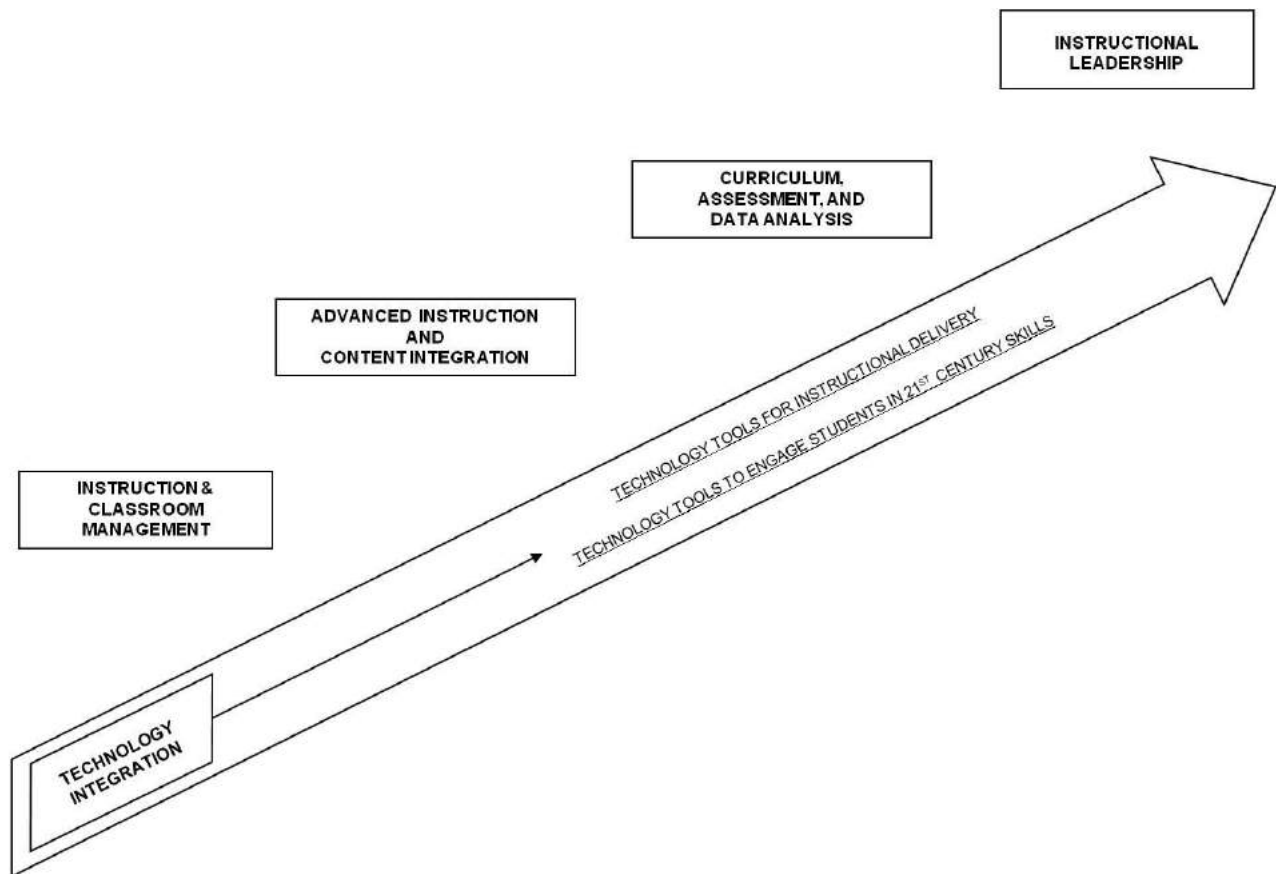 INSTRUCTIONAL
LEADERSHIP
CURRICULUM,
ASSESSMENT, AND
DATA ANALYSIS
ADVANCED INSTRUCTION
AND
CONTENT INTEGRATION
INSTRUCTION &
CLASSROOM
MANAGEMENT
TECHNOLOGY TOOLS FOR INSTRUCTIONAL DELIVERY
TECHNOLOGY TOOLS TO ENGAGE STUDENTS IN 21ST CENTURY SKILLS
TECHNOLOGY
INTEGRATION